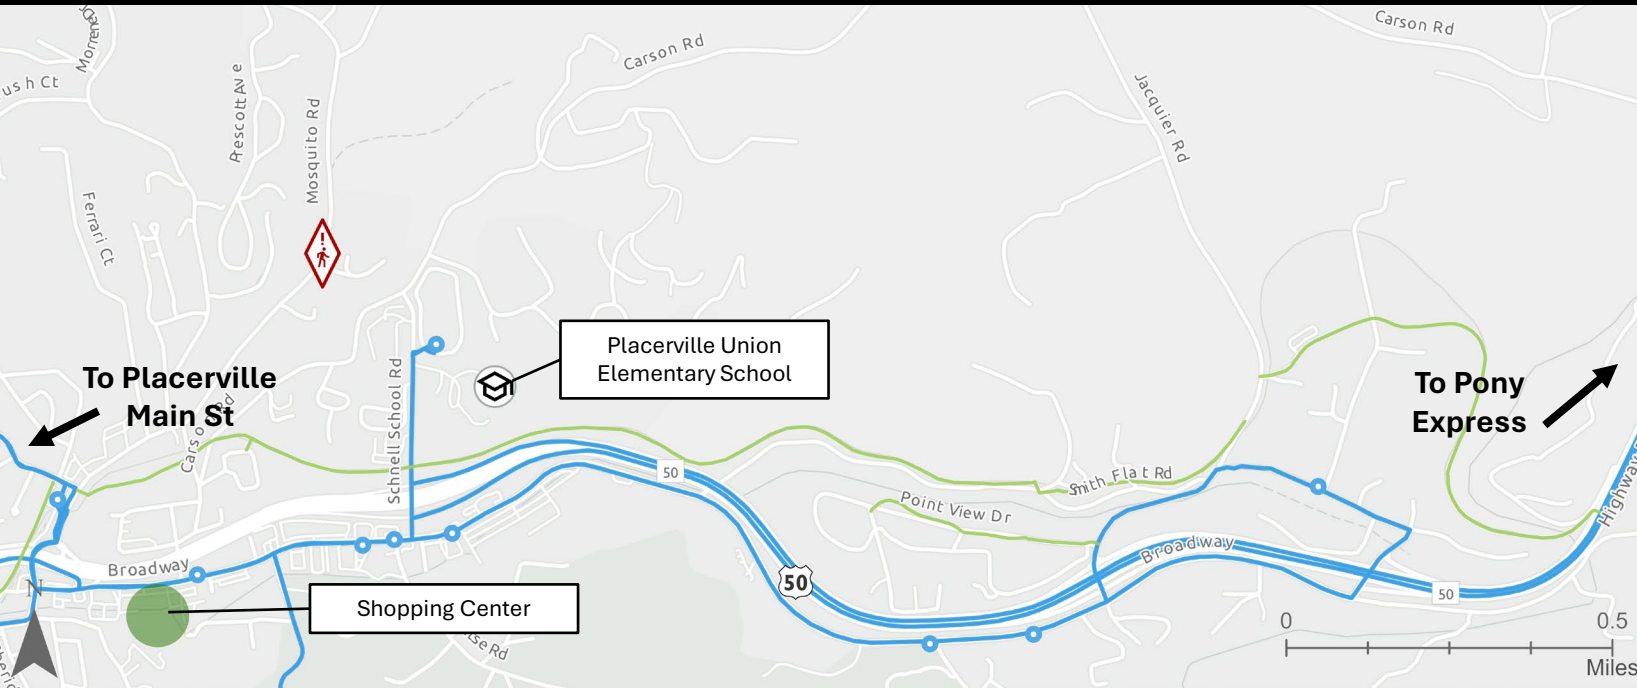 Carson Rd
Carson Rd
ush Ct
Prescott Ave
Mosquito Rd
Jacquier Rd
Ferrari Ct
!
Placerville Union
Elementary School
To Placerville
Main St
Carson Rd
Schnell School Rd
To Pony
Express
50
Smith Flat Rd
Point View Dr
Highway
Broadway
Broadway
50
50
N
Shopping Center
0
0.5
Miles
se Rd